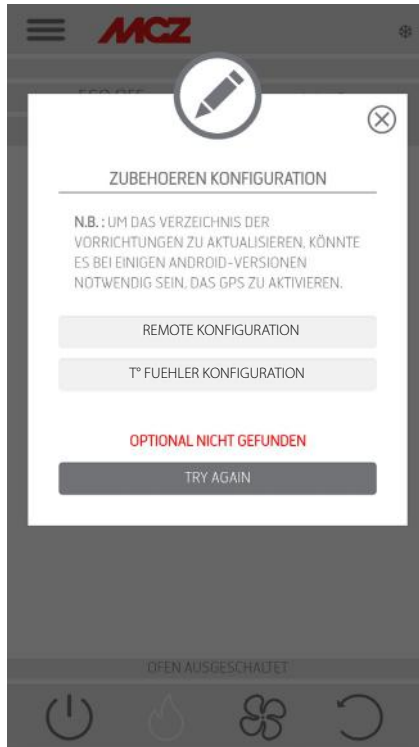 MCZ
ZUBEHOEREN KONFIGURATION
N.B. : UM DAS VERZEICHNIS DER
VORRICHTUNGEN ZU AKTUALISIEREN, KÖNNTE
ES BEI EINIGEN ANDROID-VERSIONEN
NOTWENDIG SEIN, DAS GPS ZU AKTIVIEREN.
REMOTE KONFIGURATION
T° FUEHLER KONFIGURATION
OPTIONAL NICHT GEFUNDEN
TRY AGAIN
OFEN AUSGESCHALTET